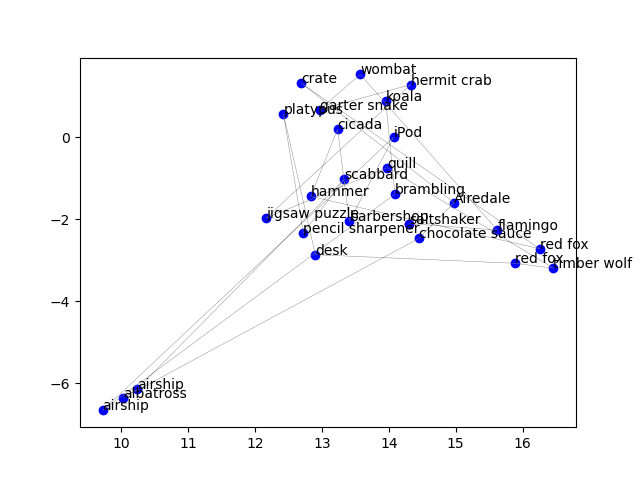 wombat
crate
hermit crab
koala
platypus
garter snake
cicada
iPod
0
quill
scabbard
brambling
hammer
Airedale
jigsaw puzzle
barbershop
saltshaker
−2
pencil sharpener
flamingo
chocolate sauce
red fox
desk
red fox
timber wolf
−4
−6
airship
albatross
airship
10 11 12 13 14 15 16